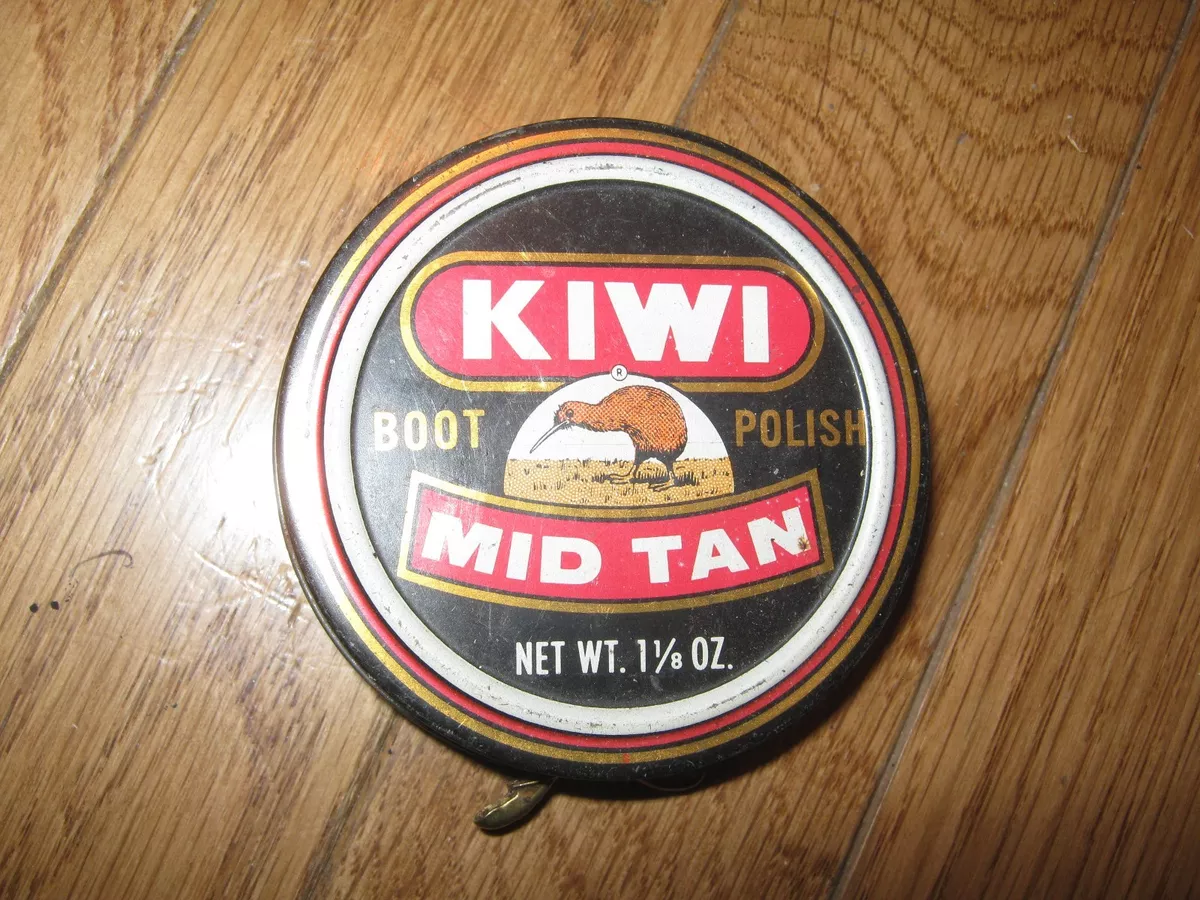 KIWI
®
BOOT POLISH
MID TAN
NET WT. 1⅛ OZ.